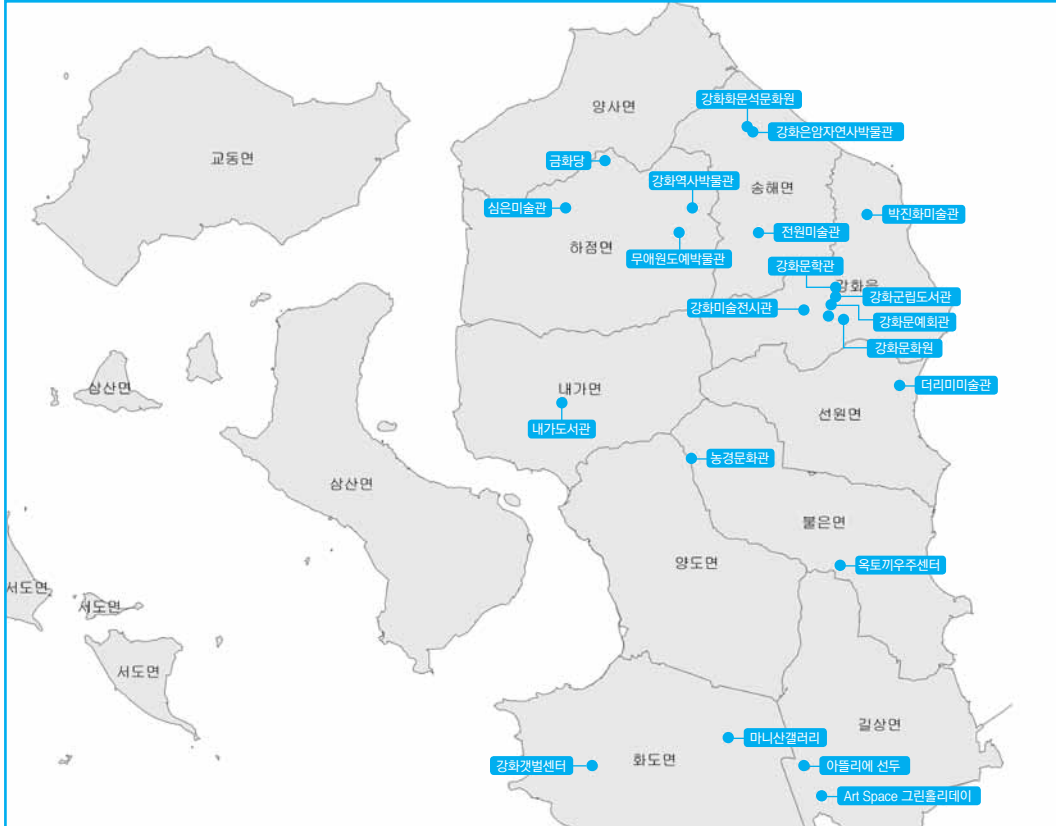 양사면
강화화문석문화원
강화은암자연사박물관
교동면
금화당
강화역사박물관
송해면
심은미술관
박진화미술관
하점면
전원미술관
무애원도예박물관
강화문학관
강화읍
강화군립도서관
강화미술전시관
강화문예회관
강화문화원
삼산면
내가면
더리미미술관
선원면
내가도서관
농경문화관
삼산면
불은면
양도면
옥토끼우주센터
서도면
서도면
서도면
길상면
마니산갤러리
화도면
강화갯벌센터
아뜰리에 선두
Art Space 그린홀리데이